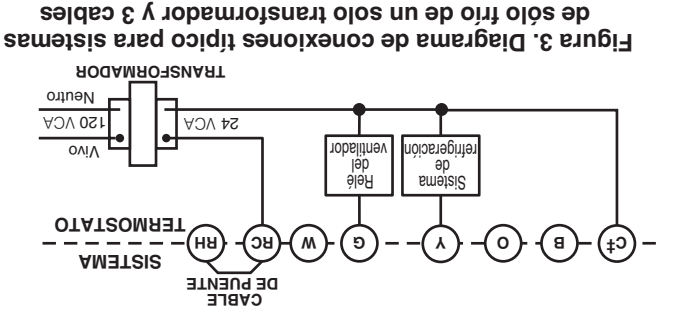 CABLE
DE PUENTE
SISTEMA
C‡ B O Y G W RC RH
TERMOSTATO
Sistema
de
refrigeración
Relé
del
ventilador
Vivo
24 VCA
120 VCA
Neutro
TRANSFORMADOR
Figura 3. Diagrama de conexiones típico para sistemas
de sólo frío de un solo transformador y 3 cables